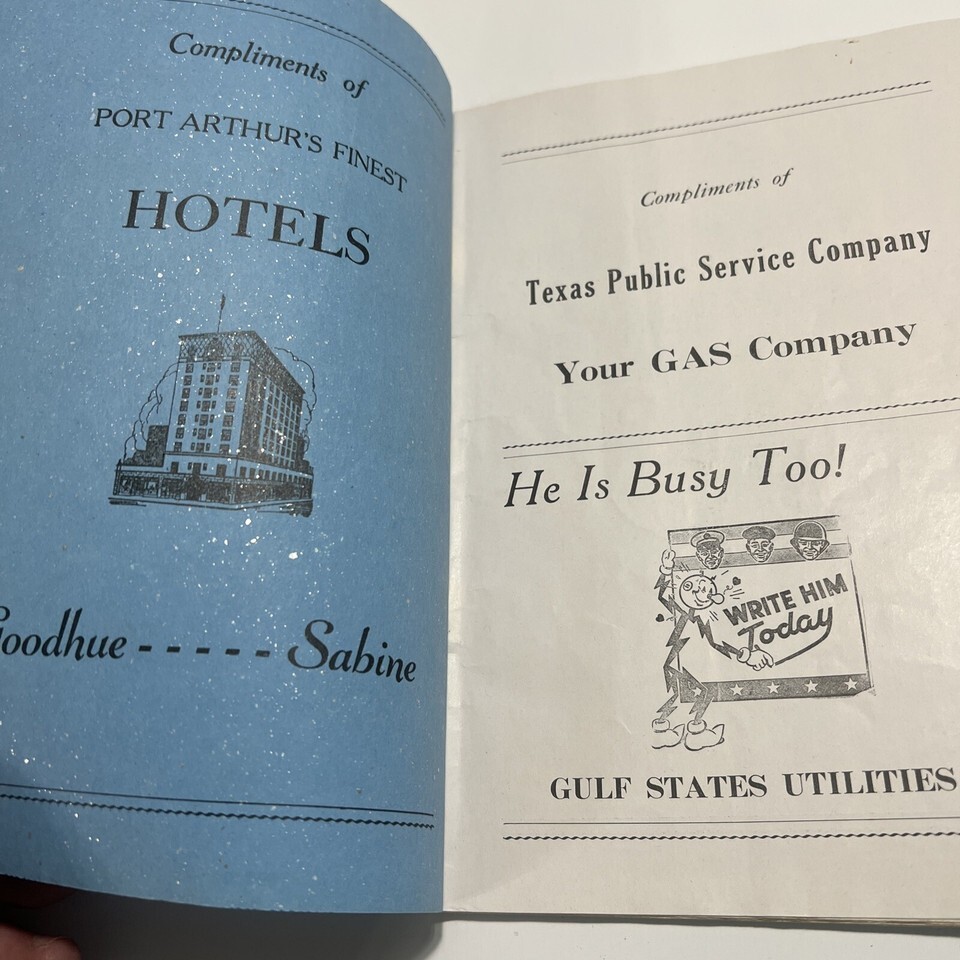 Compliments of
PORT ARTHUR'S FINEST
HOTELS
Goodhue - - - - - Sabine
Compliments of
Texas Public Service Company
Your GAS Company
He Is Busy Too!
WRITE HIM
Today
GULF STATES UTILITIES